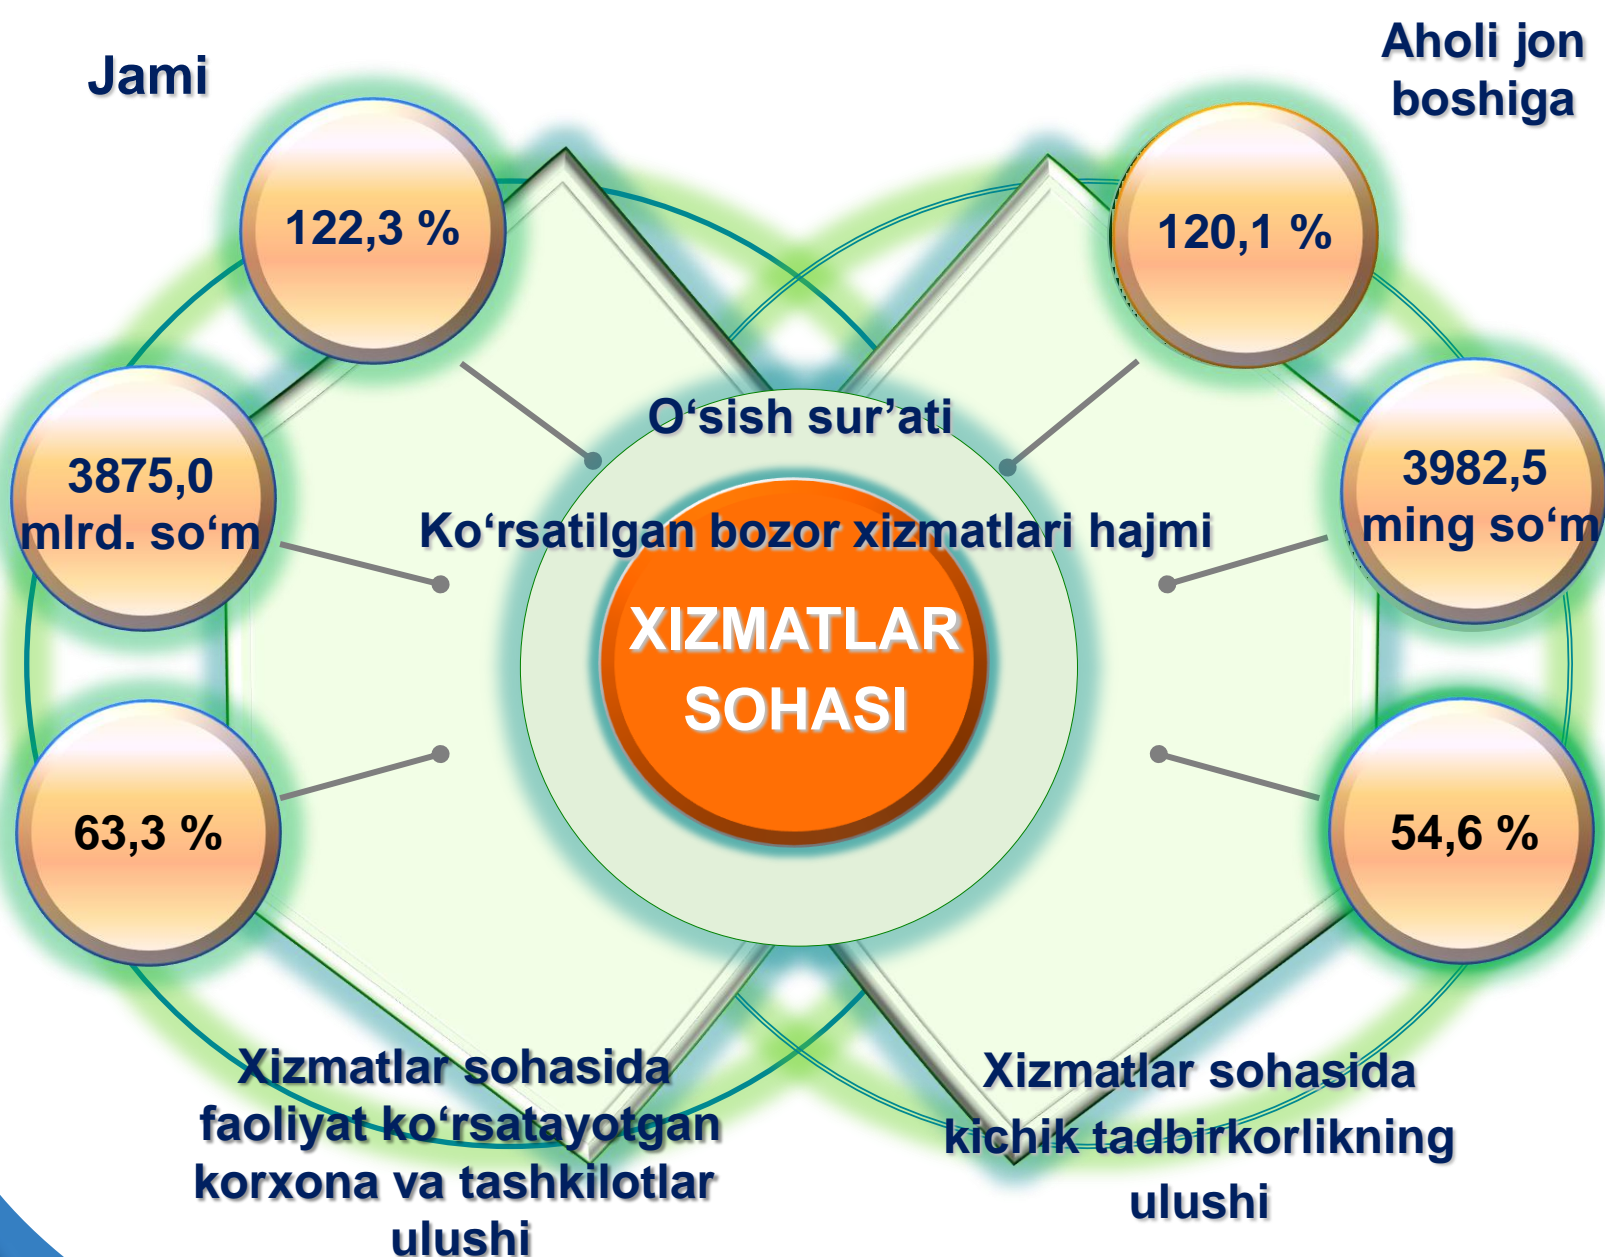 Jami
Aholi jon
boshiga
122,3 %
120,1 %
O‘sish sur’ati
3875,0
mlrd. so‘m
3982,5
ming so‘m
Ko‘rsatilgan bozor xizmatlari hajmi
XIZMATLAR
SOHASI
63,3 %
54,6 %
Xizmatlar sohasida
faoliyat ko‘rsatayotgan
korxona va tashkilotlar
ulushi
Xizmatlar sohasida
kichik tadbirkorlikning
ulushi